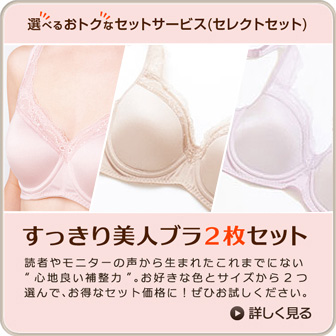 選べるおトクなセットサービス(セレクトセット)
すっきり美人ブラ2枚セット
読者やモニターの声から生まれたこれまでにない
〝心地良い補整力〟。お好きな色とサイズから2つ
選んで、お得なセット価格に！ぜひお試しください。
詳しく見る